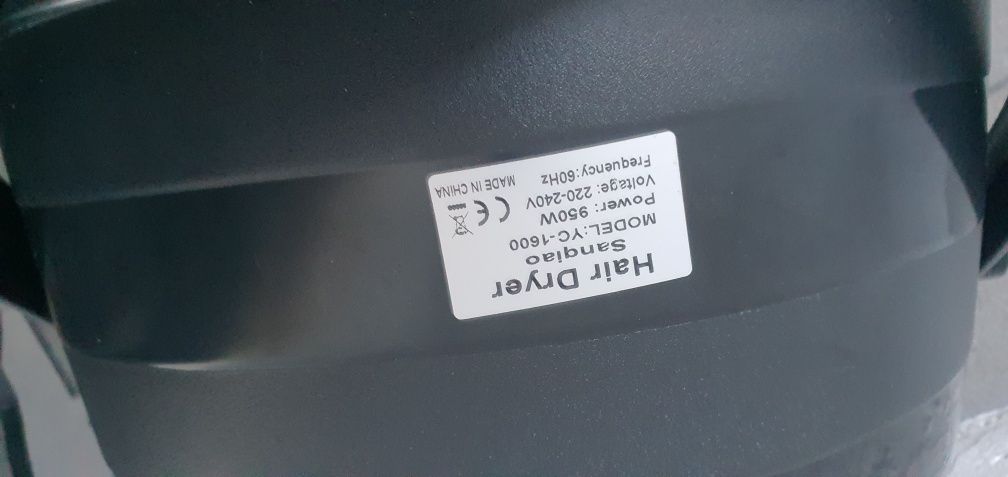 Hair Dryer
Sanqiao
MODEL:YC-1600
Power: 950W
Voltage: 220-240V
Frequency:60Hz
CE
MADE IN CHINA